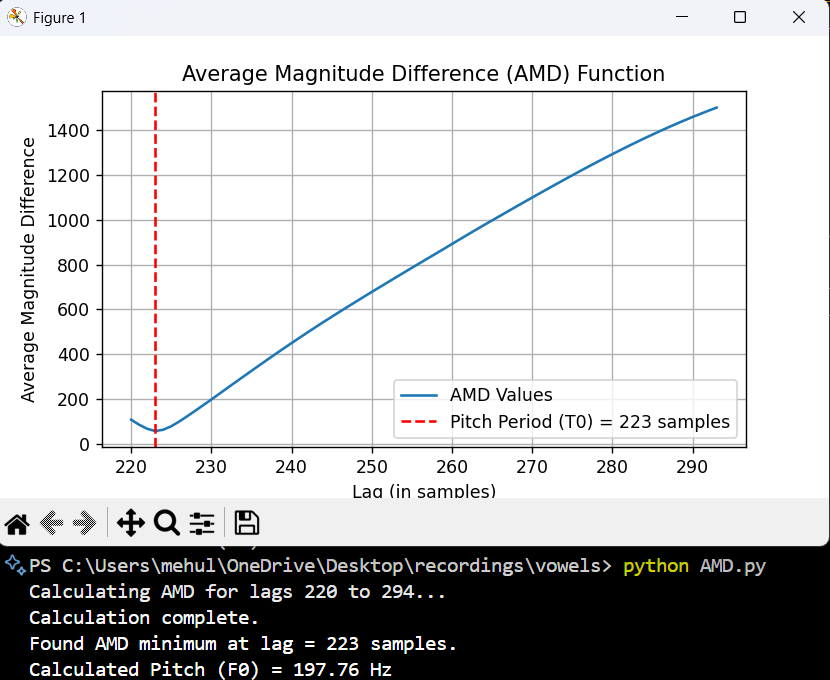 Figure 1
Average Magnitude Difference (AMD) Function
Average Magnitude Difference
1400
1200
1000
800
600
400
200
0
AMD Values
Pitch Period (T0) = 223 samples
220 230 240 250 260 270 280 290
Lag (in samples)
PS C:\Users\mehul\OneDrive\Desktop\recordings\vowels> python AMD.py
Calculating AMD for lags 220 to 294...
Calculation complete.
Found AMD minimum at lag = 223 samples.
Calculated Pitch (F0) = 197.76 Hz